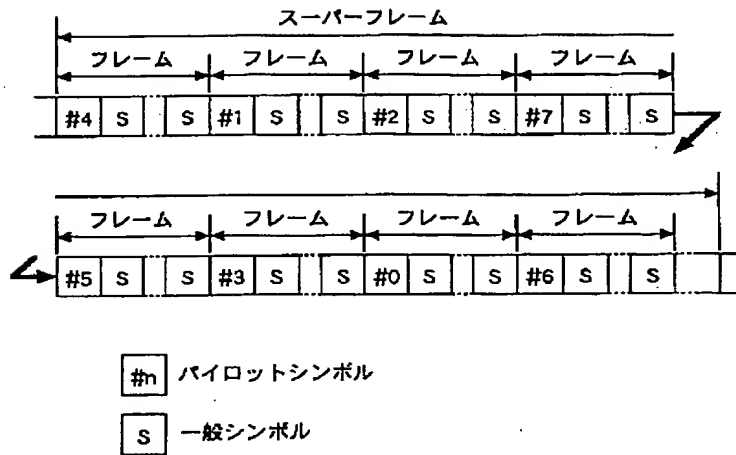 スーパーフレーム
フレーム フレーム フレーム フレーム
#4 S S #1 S S #2 S S #7 S S
フレーム フレーム フレーム フレーム
#5 S S #3 S S #0 S S #6 S S
#n パイロットシンボル
S 一般シンボル